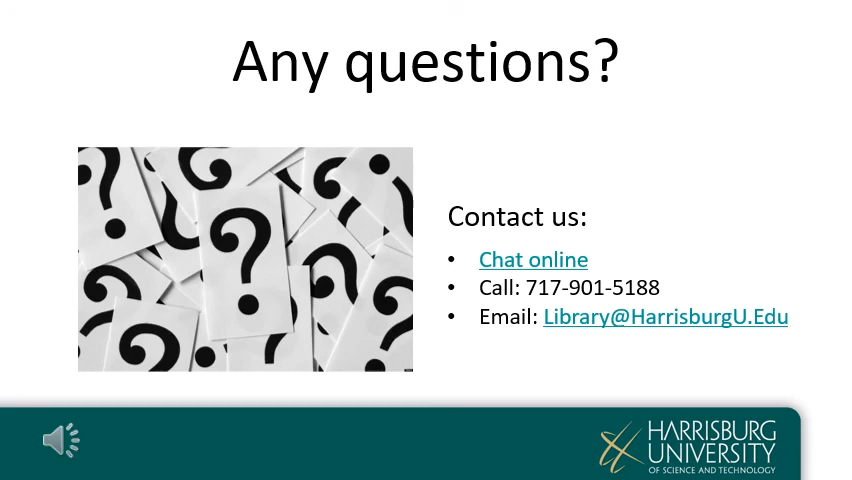 Any questions?
Contact us:
• Chat online
• Call: 717-901-5188
• Email: Library@HarrisburgU.Edu
HARRISBURG
UNIVERSITY
OF SCIENCE AND TECHNOLOGY